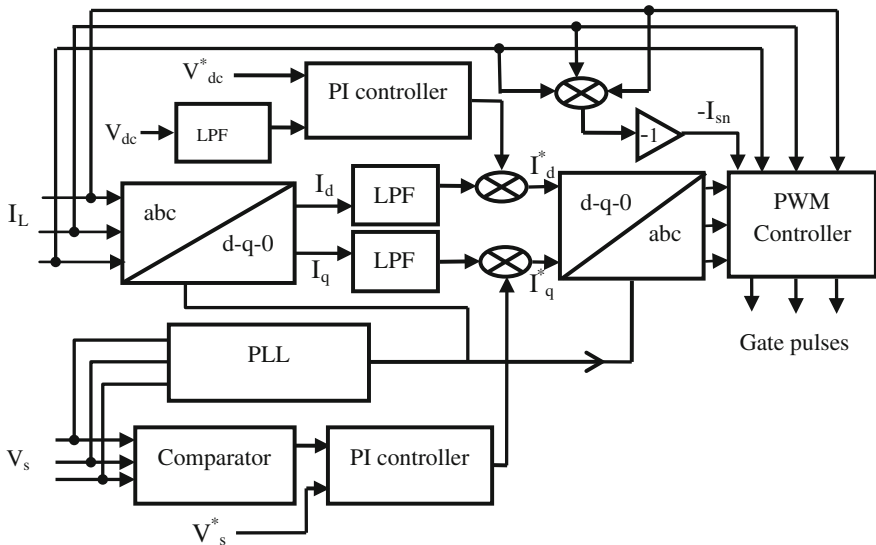 V*dc
PI controller
Vdc
LPF
-1
-Isn
IL
abc
d-q-0
Id
Iq
LPF
LPF
I*d
I*q
d-q-0
abc
PWM
Controller
Gate pulses
PLL
Vs
Comparator
PI controller
V*s